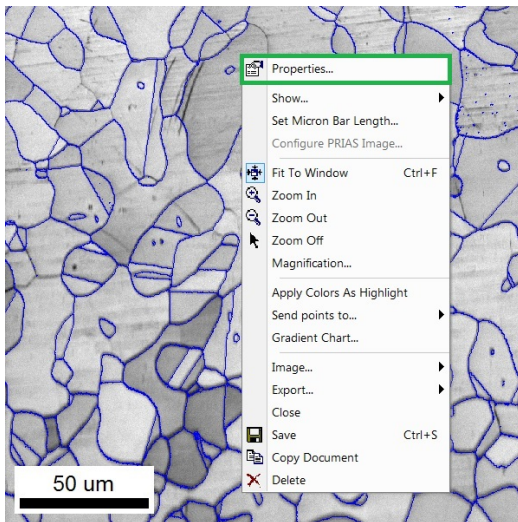 Properties...
Show...
Set Micron Bar Length...
Configure PRIAS Image...
Fit To Window Ctrl+F
Zoom In
Zoom Out
Zoom Off
Magnification...
Apply Colors As Highlight
Send points to...
Gradient Chart...
Image...
Export...
Close
Save Ctrl+S
Copy Document
Delete
50 um